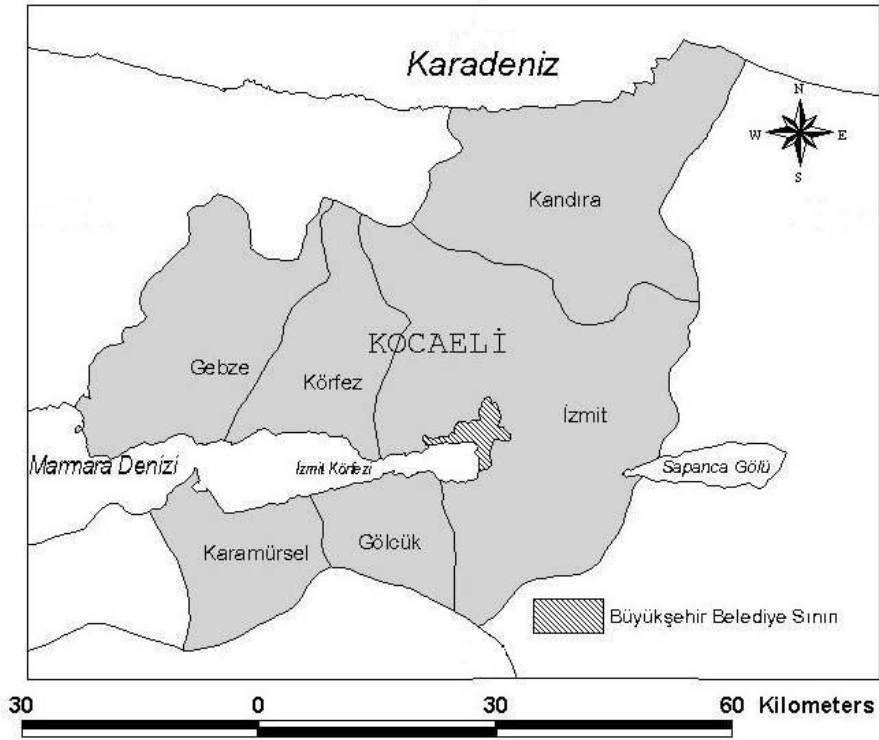 Karadeniz
N
W E
S
Kandıra
KOCAELİ
Gebze
Körfez
İzmit
Marmara Denizi
İzmit Körfezi
Sapanca Gölü
Karamürsel
Gölcük
Büyükşehir Belediye Sınırı
30 0 30 60 Kilometers